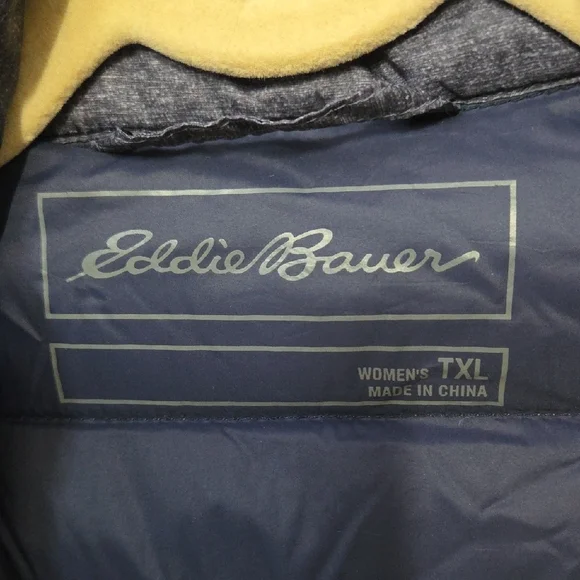 Eddie Bauer
WOMEN'S TXL
MADE IN CHINA